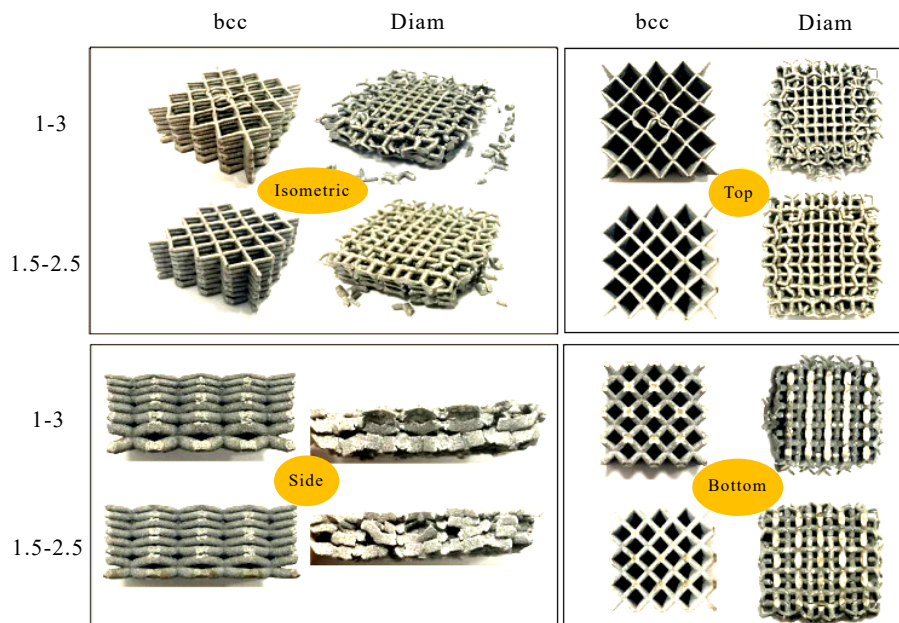 bcc Diam bcc Diam
1-3
Isometric Top
1.5-2.5
1-3
Side Bottom
1.5-2.5